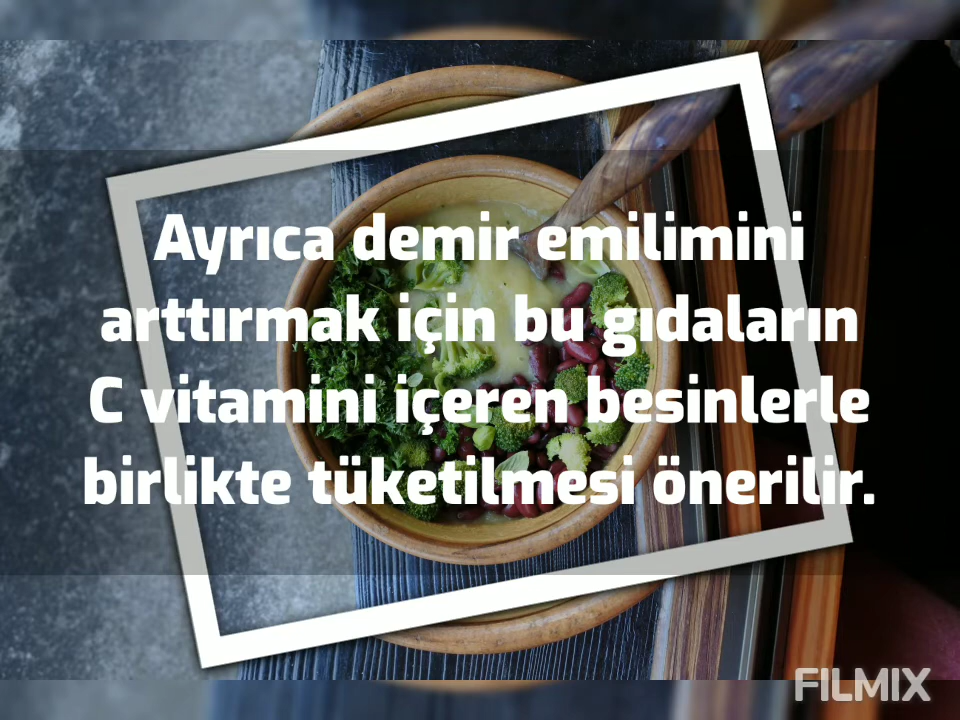 Ayrıca demir emilimini
arttırmak için bu gıdaların
C vitamini içeren besinlerle
birlikte tüketilmesi önerilir.
FILMIX